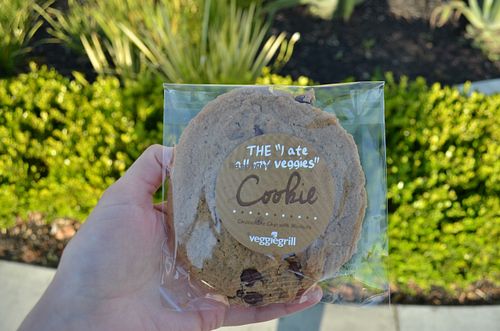 THE "I ate
all my veggies"
Cookie
veggiegrill